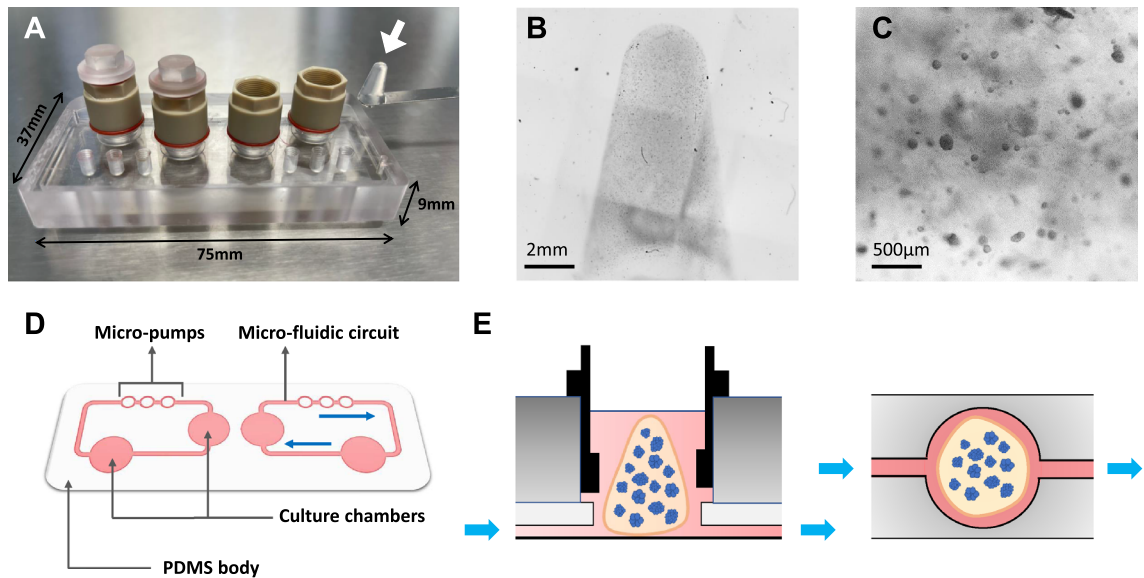 A
37mm
9mm
75mm
B
2mm
C
500µm
D
Micro-pumps
Micro-fluidic circuit
Culture chambers
PDMS body
E